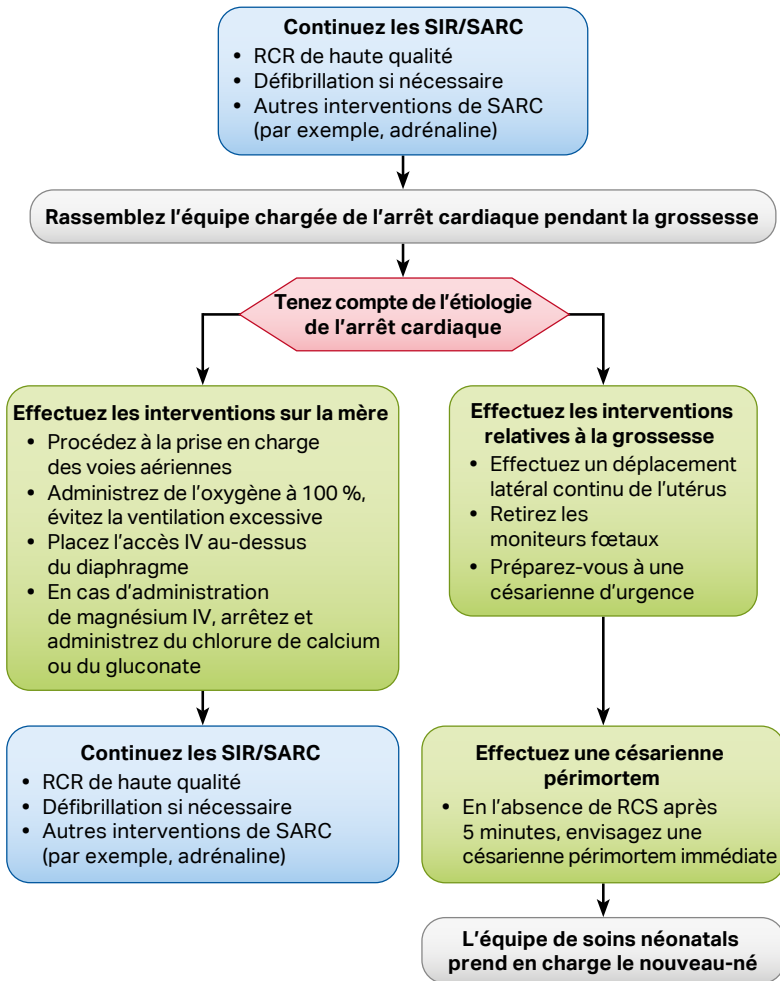 Continuez les SIR/SARC
• RCR de haute qualité
• Défibrillation si nécessaire
• Autres interventions de SARC
(par exemple, adrénaline)
Rassemblez l'équipe chargée de l'arrêt cardiaque pendant la grossesse
Tenez compte de l'étiologie
de l'arrêt cardiaque
Effectuez les interventions sur la mère
• Procédez à la prise en charge
des voies aériennes
• Administrez de l'oxygène à 100 %,
évitez la ventilation excessive
• Placez l'accès IV au-dessus
du diaphragme
• En cas d'administration
de magnésium IV, arrêtez et
administrez du chlorure de calcium
ou du gluconate
Effectuez les interventions
relatives à la grossesse
• Effectuez un déplacement
latéral continu de l'utérus
• Retirez les
moniteurs fœtaux
• Préparez-vous à une
césarienne d'urgence
Continuez les SIR/SARC
• RCR de haute qualité
• Défibrillation si nécessaire
• Autres interventions de SARC
(par exemple, adrénaline)
Effectuez une césarienne
périmortem
• En l'absence de RCS après
5 minutes, envisagez une
césarienne périmortem immédiate
L'équipe de soins néonatals
prend en charge le nouveau-né